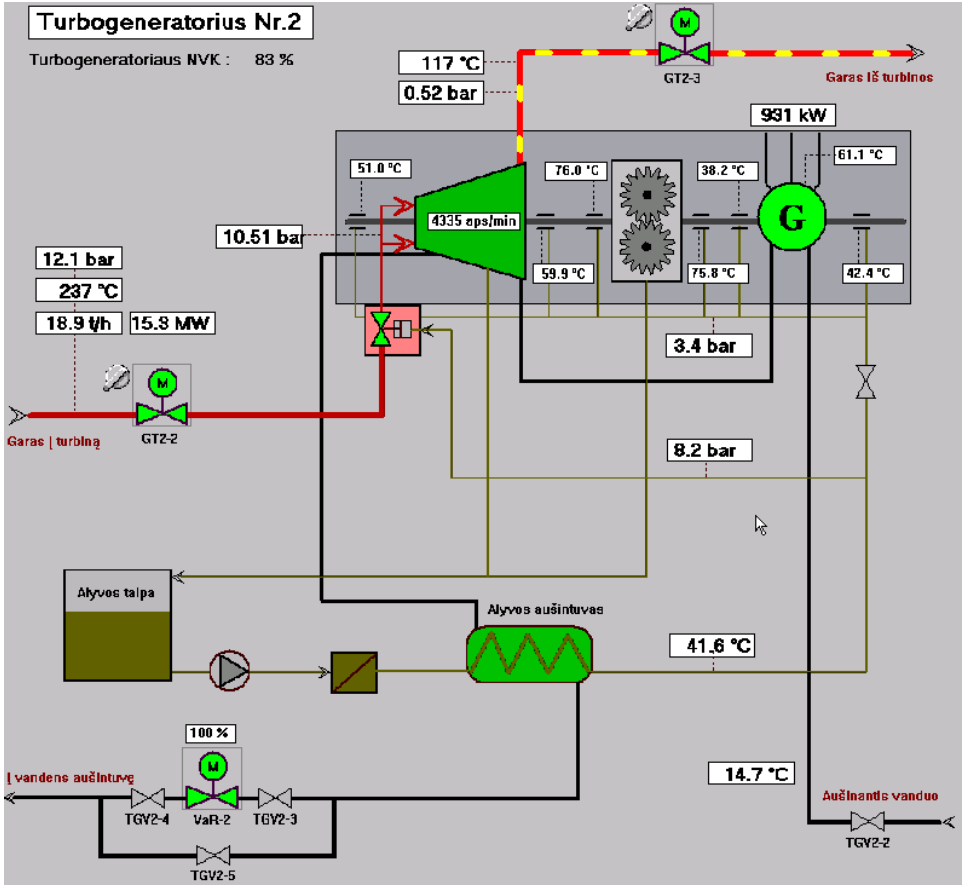 Turbogeneratorius Nr.2
Turbogeneratoriaus NVK : 83 %
M
117 °C
GT2-3
Garas Iš turbinos
0.52 bar
931 kW
51.0 °C
76.0 °C
38.2 °C
61.1 °C
4335 aps/min
G
10.51 bar
12.1 bar
59.9 °C
75.8 °C
42.4 °C
237 °C
18.9 t/h
15.3 MW
3.4 bar
M
Garas Į turbiną
GT2-2
8.2 bar
Alyvos talpa
Alyvos aušintuvas
41.6 °C
100 %
M
Į vandens aušintuvę
14.7 °C
Aušinantis vanduo
TGV2-4
VaR-2
TGV2-3
TGV2-2
TGV2-5